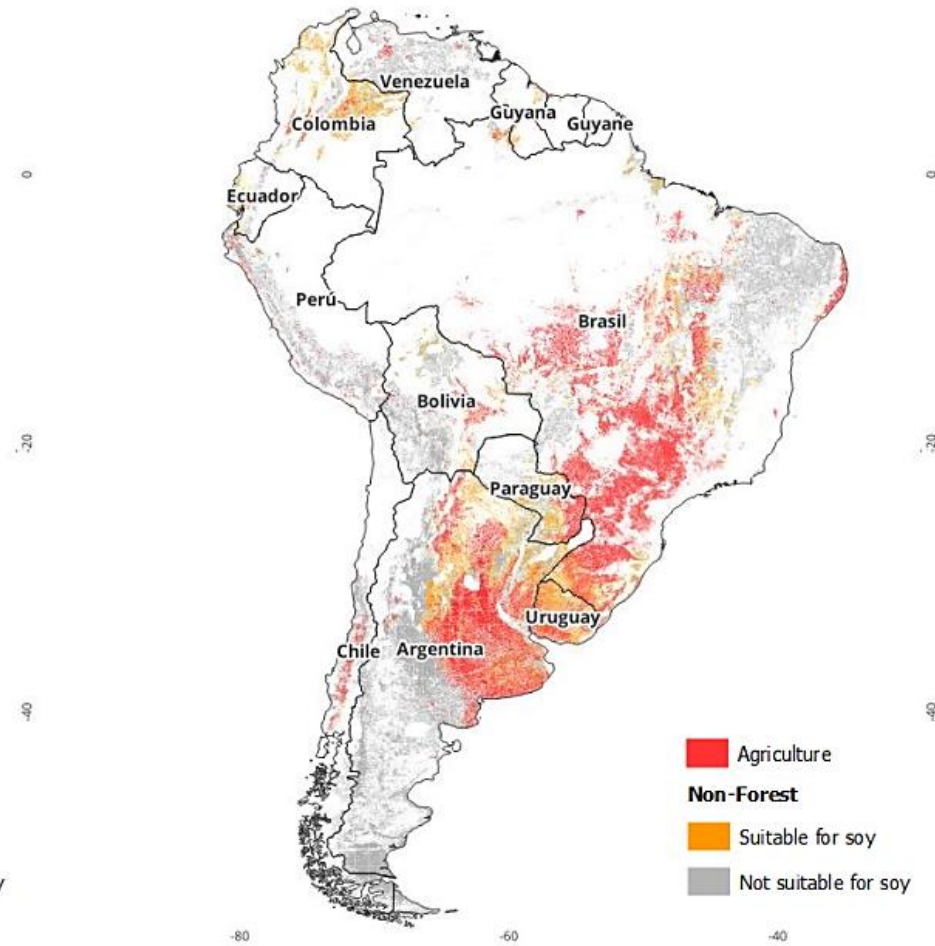 Venezuela
Colombia
Guyana
Guyane
0
0
Ecuador
Perú
Brasil
Bolivia
-20
-20
Paraguay
Uruguay
Chile
Argentina
-40
-40
Agriculture
Non-Forest
Suitable for soy
Not suitable for soy
-80
-60
-40